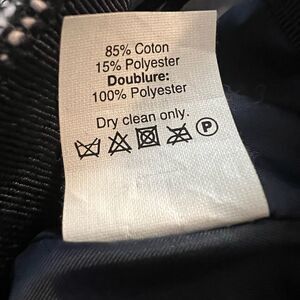 85% Coton
15% Polyester
Doublure:
100% Polyester
Dry clean only.
P